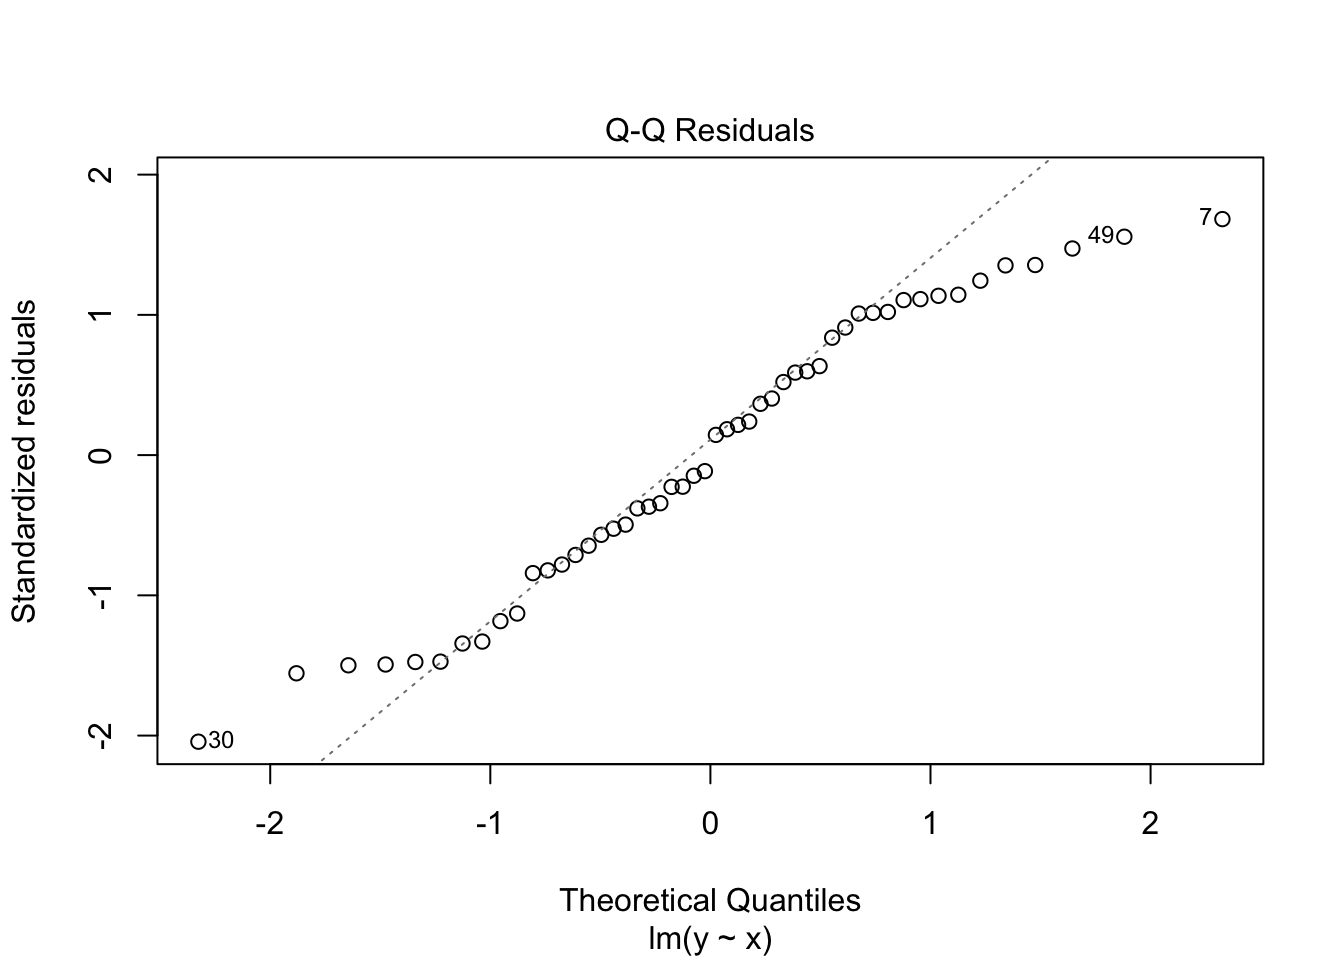 Q-Q Residuals
Standardized residuals
2
1
0
-1
-2
7
49
30
-2 -1 0 1 2
Theoretical Quantiles
lm(y ~ x)